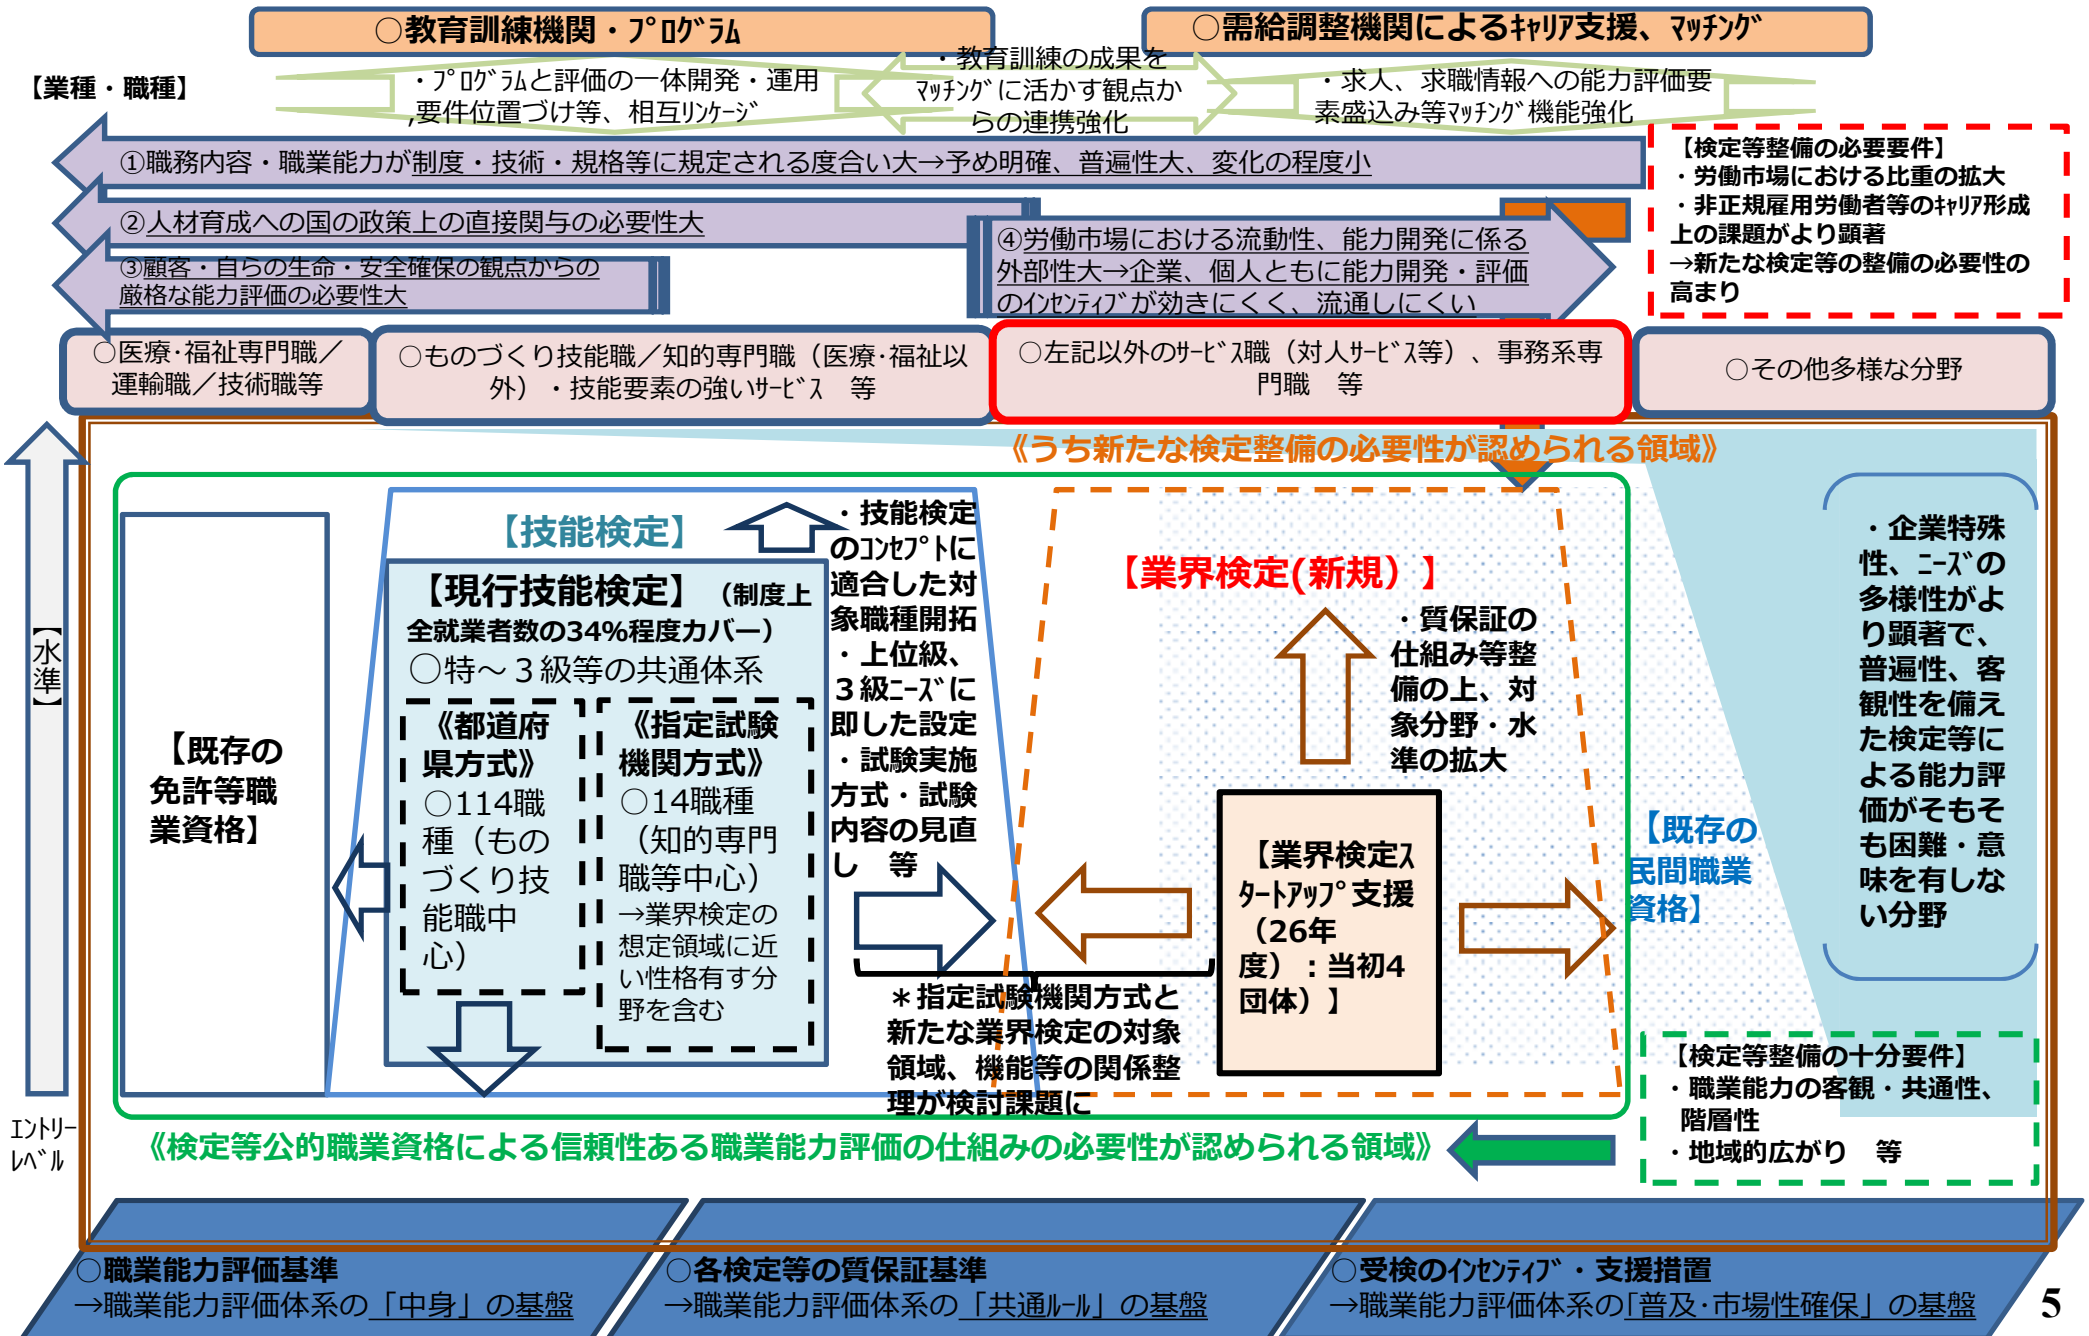 ○教育訓練機関・ﾌﾟﾛｸﾞﾗﾑ
○需給調整機関によるｷｬﾘｱ支援、ﾏｯﾁﾝｸﾞ
【業種・職種】
・ﾌﾟﾛｸﾞﾗﾑと評価の一体開発・運用
,要件位置づけ等、相互ﾘﾝｹｰｼﾞ
・教育訓練の成果を
ﾏｯﾁﾝｸﾞに活かす観点か
らの連携強化
・求人、求職情報への能力評価要
素盛込み等ﾏｯﾁﾝｸﾞ機能強化
①職務内容・職業能力が制度・技術・規格等に規定される度合い大→予め明確、普遍性大、変化の程度小
②人材育成への国の政策上の直接関与の必要性大
③顧客・自らの生命・安全確保の観点からの
厳格な能力評価の必要性大
④労働市場における流動性、能力開発に係る
外部性大→企業、個人ともに能力開発・評価
のｲﾝｾﾝﾃｨﾌﾞが効きにくく、流通しにくい
【検定等整備の必要要件】
・労働市場における比重の拡大
・非正規雇用労働者等のｷｬﾘｱ形成
上の課題がより顕著
→新たな検定等の整備の必要性の
高まり
○医療･福祉専門職／
運輸職／技術職等
○ものづくり技能職／知的専門職（医療･福祉以
外）・技能要素の強いｻｰﾋﾞｽ　等
○左記以外のｻｰﾋﾞｽ職（対人ｻｰﾋﾞｽ等）、事務系専
門職　等
○その他多様な分野
《うち新たな検定整備の必要性が認められる領域》
【水準】
エントリー
ﾚﾍﾞﾙ
【既存の
免許等職
業資格】
【技能検定】
【現行技能検定】（制度上
全就業者数の34%程度カバー）
○特～３級等の共通体系
《都道府
県方式》
○114職
種（もの
づくり技
能職中
心）
《指定試験
機関方式》
○14職種
（知的専門
職等中心）
→業界検定の
想定領域に近
い性格有す分
野を含む
・技能検定
のｺﾝｾﾌﾟﾄに
適合した対
象職種開拓
・上位級、
３級ﾆｰｽﾞに
即した設定
・試験実施
方式・試験
内容の見直
し　等
＊指定試験機関方式と
新たな業界検定の対象
領域、機能等の関係整
理が検討課題に
【業界検定(新規）】
・質保証の
仕組み等整
備の上、対
象分野・水
準の拡大
【業界検定ｽ
ﾀｰﾄｱｯﾌﾟ支援
（26年
度）：当初4
団体）】
【既存の
民間職業
資格】
・企業特殊
性、ﾆｰｽﾞの
多様性がよ
り顕著で、
普遍性、客
観性を備え
た検定等に
よる能力評
価がそもそ
も困難・意
味を有しな
い分野
【検定等整備の十分要件】
・職業能力の客観・共通性、
階層性
・地域的広がり　等
《検定等公的職業資格による信頼性ある職業能力評価の仕組みの必要性が認められる領域》
○職業能力評価基準
→職業能力評価体系の「中身」の基盤
○各検定等の質保証基準
→職業能力評価体系の「共通ﾙｰﾙ」の基盤
○受検のｲﾝｾﾝﾃｨﾌﾞ・支援措置
→職業能力評価体系の「普及･市場性確保」の基盤
5